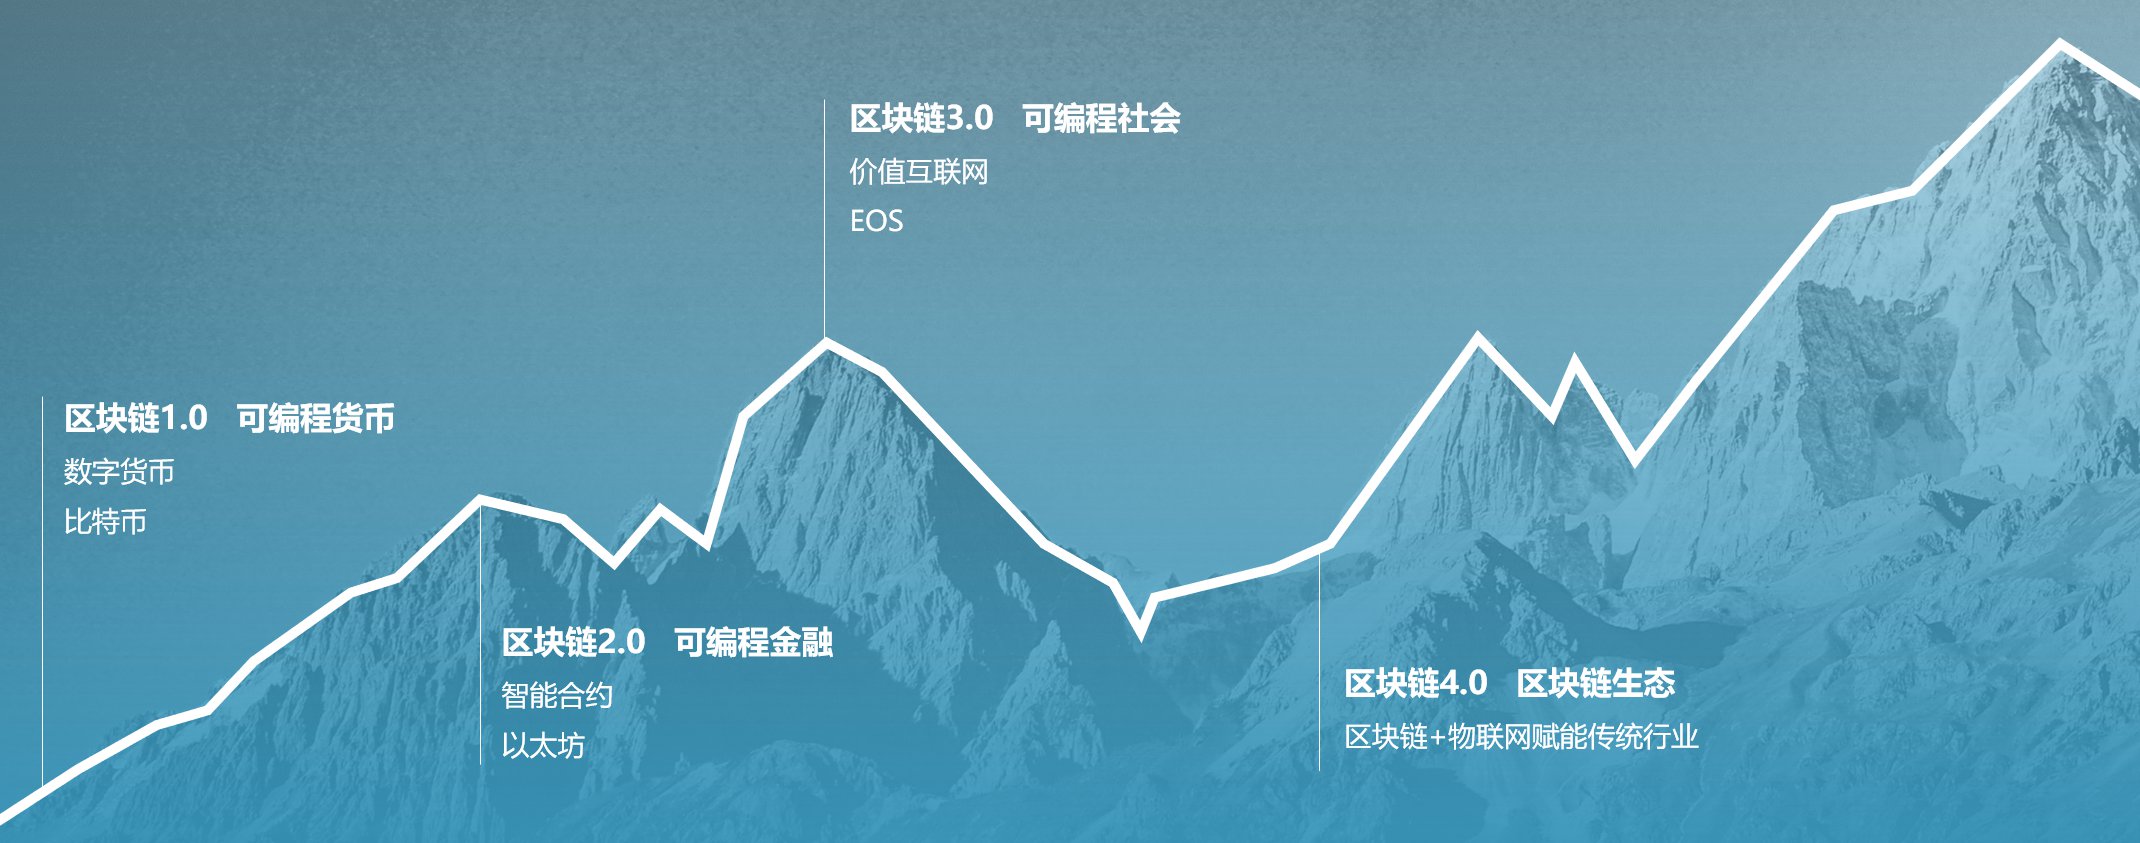 区块链1.0 可编程货币
数字货币
比特币
区块链2.0 可编程金融
智能合约
以太坊
区块链3.0 可编程社会
价值互联网
EOS
区块链4.0 区块链生态
区块链+物联网赋能传统行业